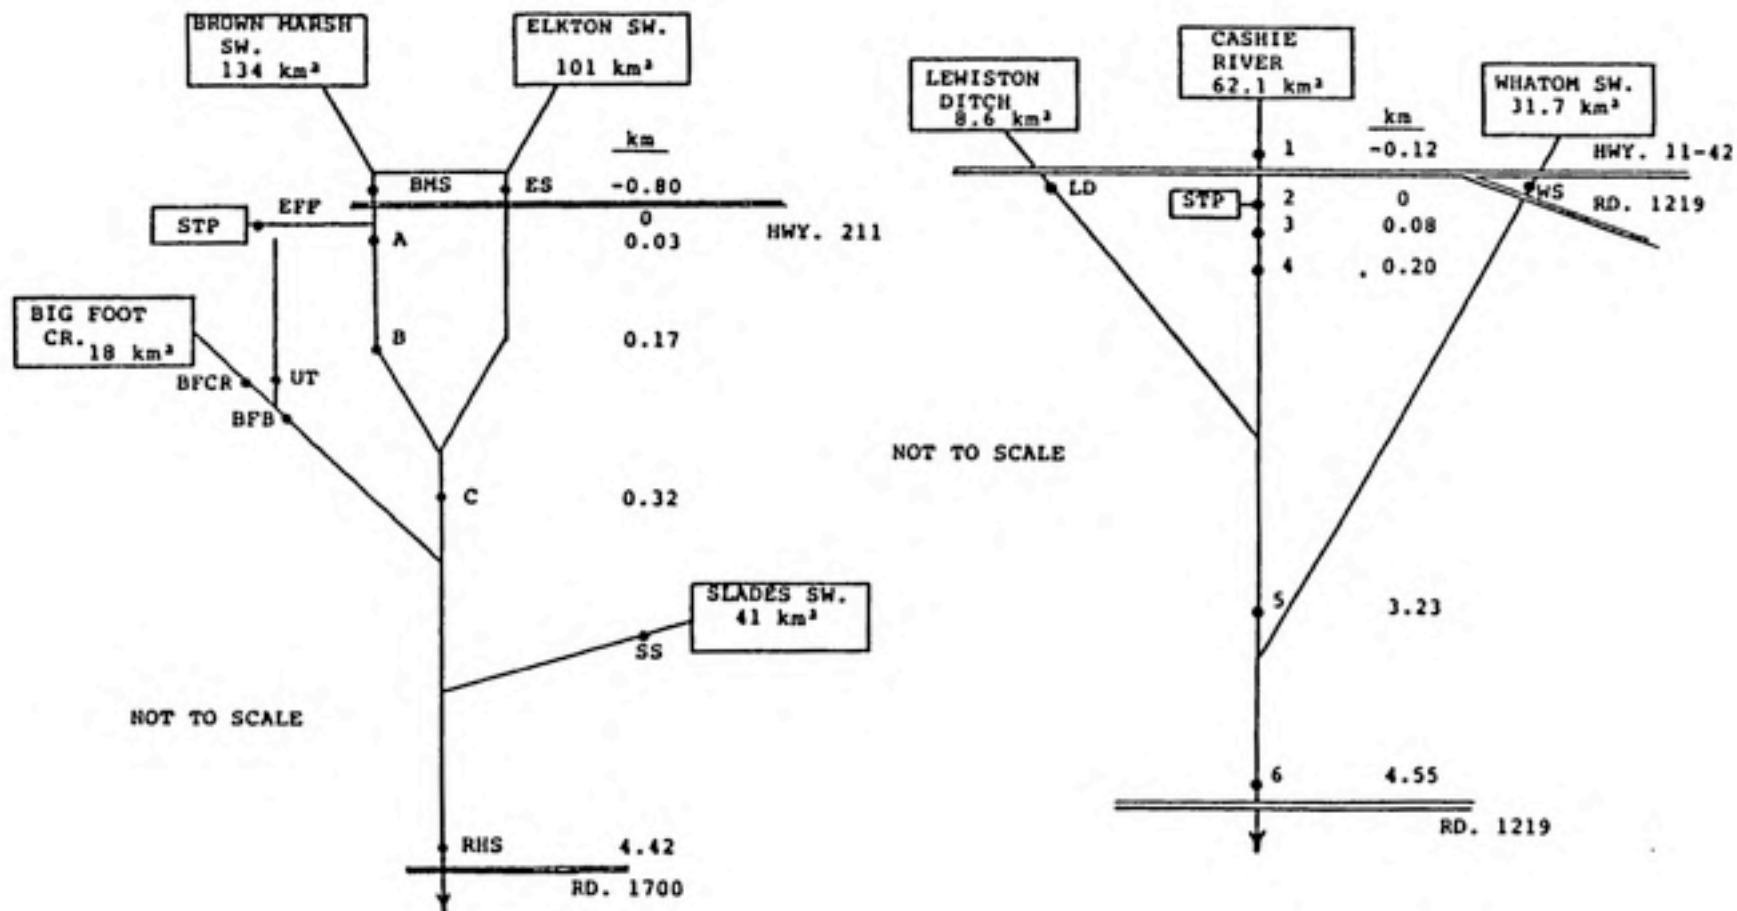 BROWN MARSH
SW.
134 km²
ELKTON SW.
101 km²
km
BMS
ES
-0.80
STP
EFF
0
A
0.03
HWY. 211
BIG FOOT
CR. 18 km²
B
0.17
BFCR
UT
BFB
C
0.32
SLADES SW.
41 km²
SS
NOT TO SCALE
RHS
4.42
RD. 1700
LEWISTON
DITCH
8.6 km²
CASHIE
RIVER
62.1 km²
WHATOM SW.
31.7 km²
km
1
-0.12
HWY. 11-42
LD
STP
2
0
WS
RD. 1219
3
0.08
4
0.20
NOT TO SCALE
5
3.23
6
4.55
RD. 1219